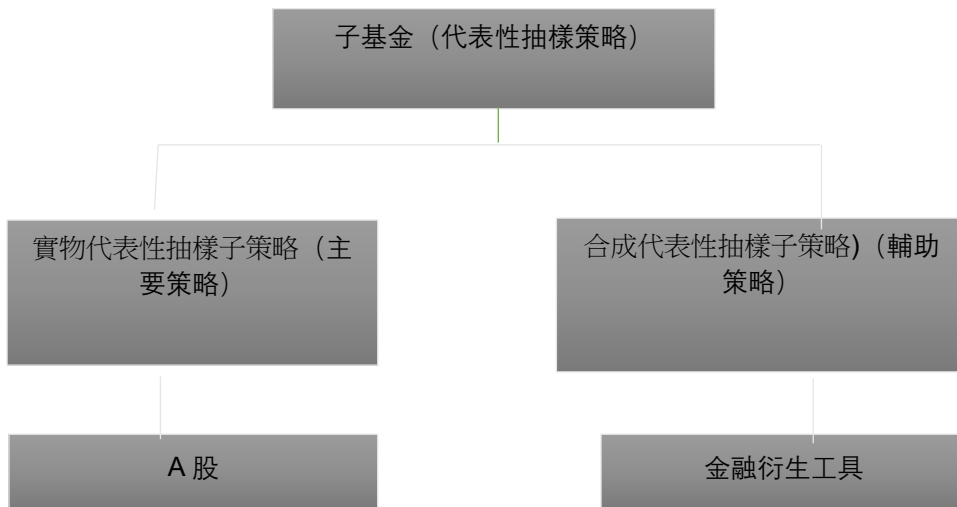 子基金（代表性抽樣策略）
實物代表性抽樣子策略（主
要策略）
合成代表性抽樣子策略)（輔助
策略）
A 股
金融衍生工具